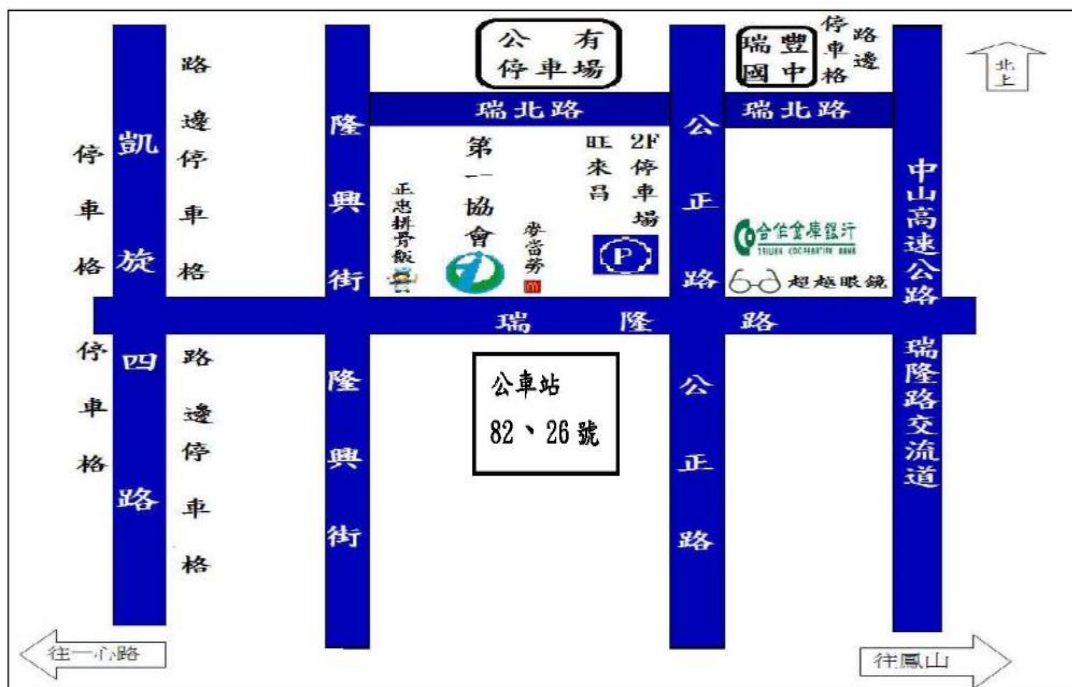 公有
停車場
瑞豐
國中
路邊
停車格
北上
瑞北路
瑞北路
凱旋四路
停車格
路邊停車格
停車格
路邊停車格
隆興街
隆興街
公正路
公正路
中山高速公路 瑞隆路交流道
正忠排骨飯
第一協會
麥當勞
旺來昌
2F停車場
P
合作金庫銀行
TAIWAN COOPERATIVE BANK
超越眼鏡
瑞隆路
公車站
82、26號
往一心路
往鳳山